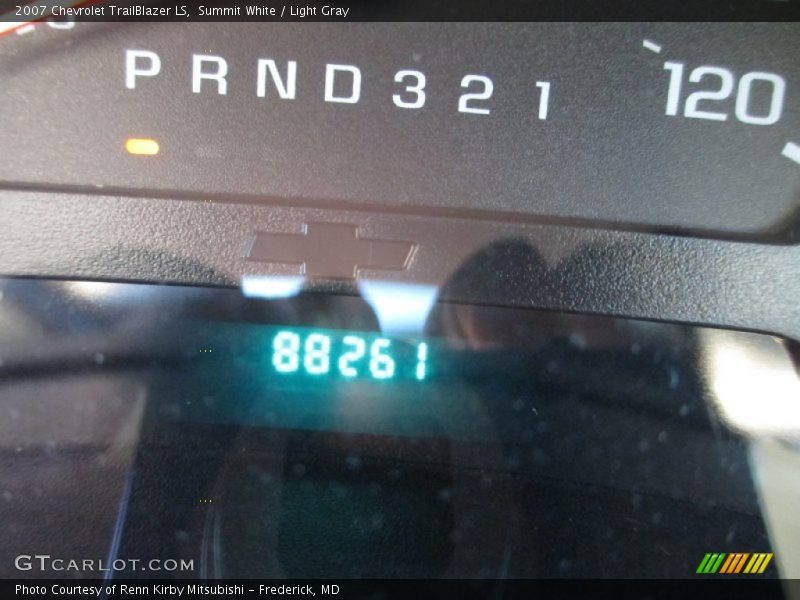 2007 Chevrolet TrailBlazer LS,  Summit White / Light Gray
P R N D 3 2 1
120
88261
GTCARLOT.COM
Photo Courtesy of Renn Kirby Mitsubishi - Frederick, MD